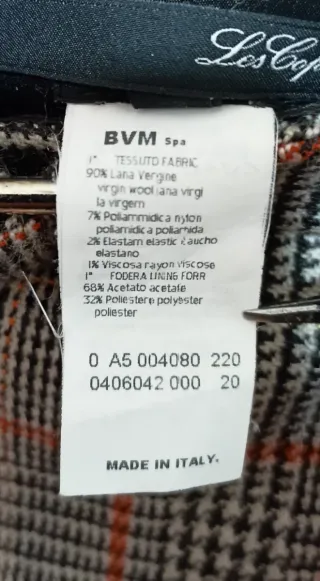 Les Cop
BVM Spa
1° TESSUTO FABRIC
90% Lana Vergine
virgin wool lana virgi
la virgem
7% Poliammidica nylon
poliamidica poliamida
2% Elastam elastic caucho
elastano
1% Viscosa rayon viscose
1° FODERA LINING FORR
68% Acetato acetate
32% Poliestere polyester
poliester
0 A5 004080 220
0406042 000 20
MADE IN ITALY.